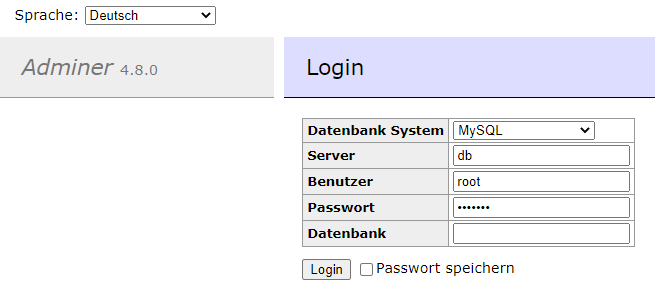 Sprache: Deutsch
Adminer 4.8.0
Login
Datenbank System MySQL
Server db
Benutzer root
Passwort •••••••
Datenbank
Login Passwort speichern